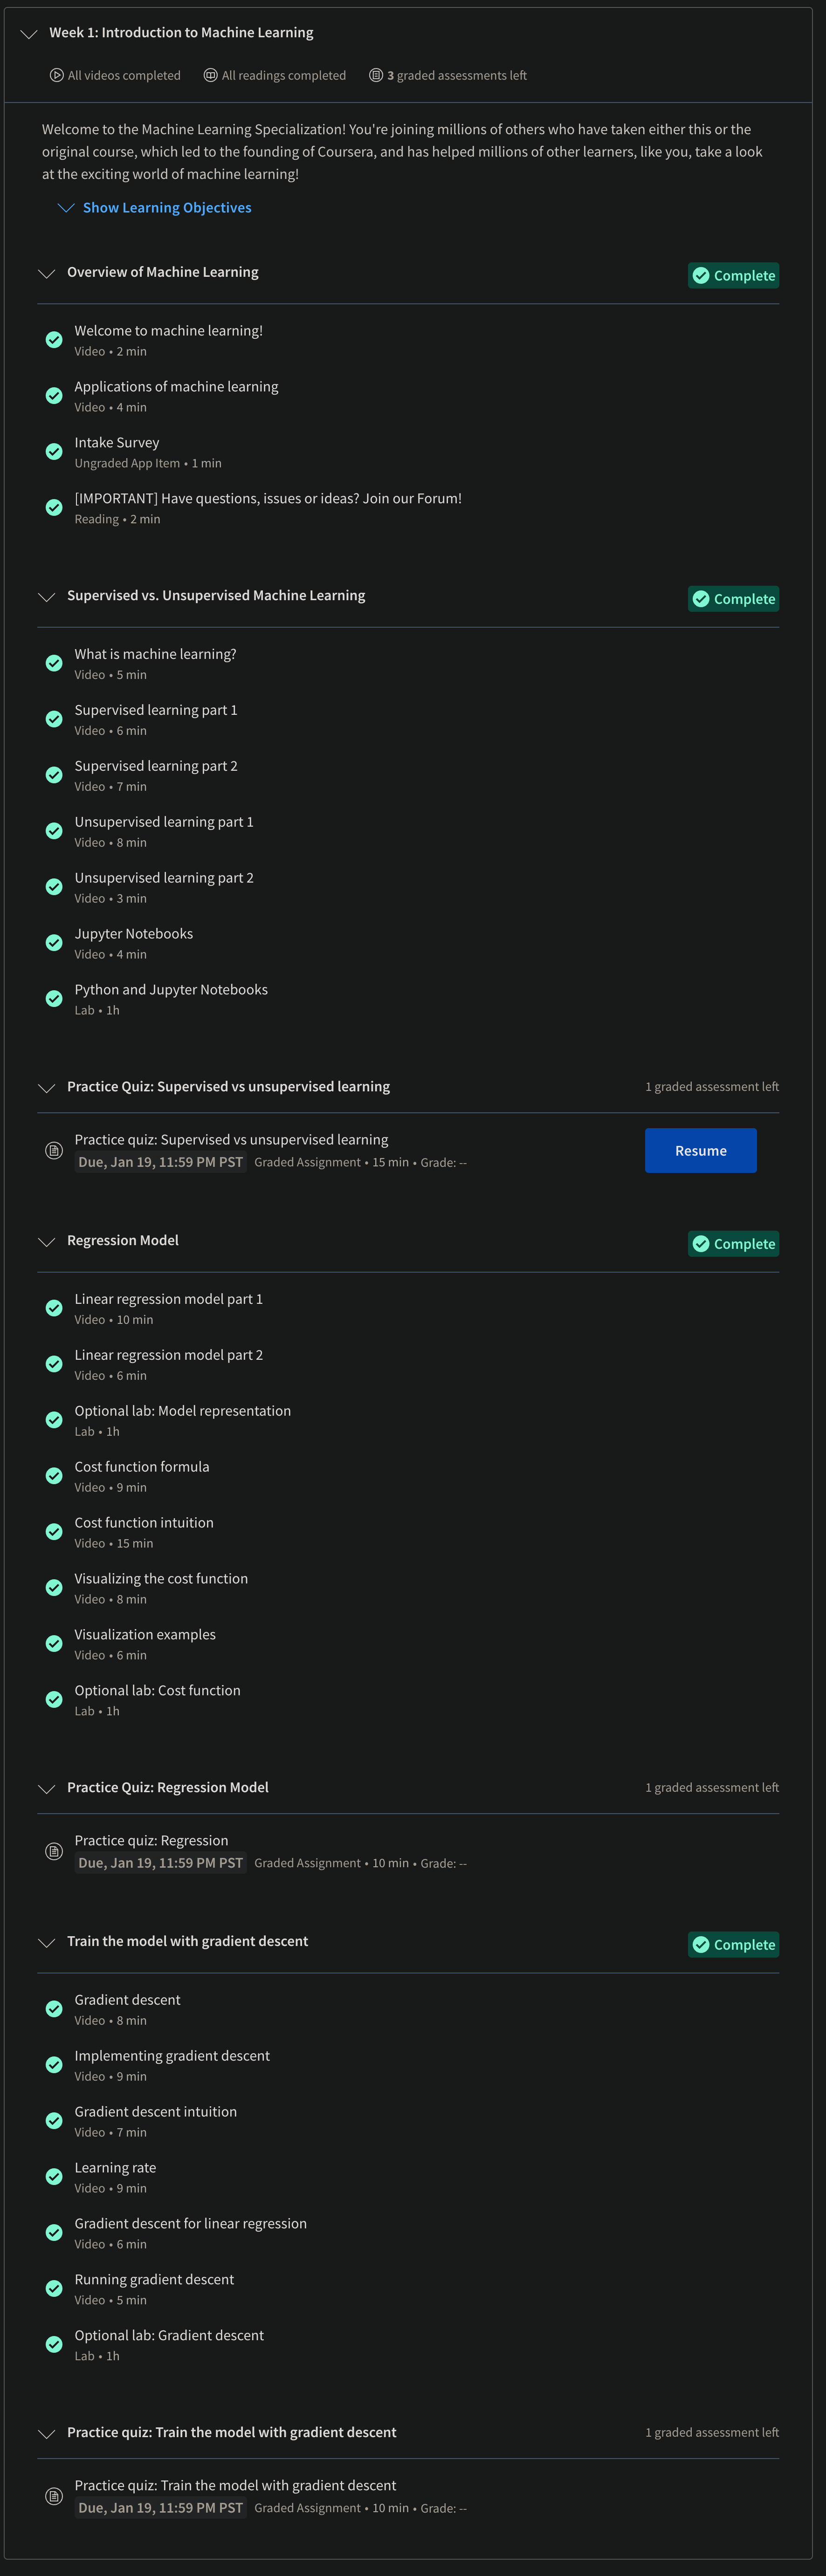 Week 1: Introduction to Machine Learning
All videos completed All readings completed 3 graded assessments left
Welcome to the Machine Learning Specialization! You're joining millions of others who have taken either this or the
original course, which led to the founding of Coursera, and has helped millions of other learners, like you, take a look
at the exciting world of machine learning!
Show Learning Objectives
Overview of Machine Learning Complete
Welcome to machine learning!
Video • 2 min
Applications of machine learning
Video • 4 min
Intake Survey
Ungraded App Item • 1 min
[IMPORTANT] Have questions, issues or ideas? Join our Forum!
Reading • 2 min
Supervised vs. Unsupervised Machine Learning Complete
What is machine learning?
Video • 5 min
Supervised learning part 1
Video • 6 min
Supervised learning part 2
Video • 7 min
Unsupervised learning part 1
Video • 8 min
Unsupervised learning part 2
Video • 3 min
Jupyter Notebooks
Video • 4 min
Python and Jupyter Notebooks
Lab • 1h
Practice Quiz: Supervised vs unsupervised learning 1 graded assessment left
Practice quiz: Supervised vs unsupervised learning
Due, Jan 19, 11:59 PM PST Graded Assignment • 15 min • Grade: --
Resume
Regression Model Complete
Linear regression model part 1
Video • 10 min
Linear regression model part 2
Video • 6 min
Optional lab: Model representation
Lab • 1h
Cost function formula
Video • 9 min
Cost function intuition
Video • 15 min
Visualizing the cost function
Video • 8 min
Visualization examples
Video • 6 min
Optional lab: Cost function
Lab • 1h
Practice Quiz: Regression Model 1 graded assessment left
Practice quiz: Regression
Due, Jan 19, 11:59 PM PST Graded Assignment • 10 min • Grade: --
Train the model with gradient descent Complete
Gradient descent
Video • 8 min
Implementing gradient descent
Video • 9 min
Gradient descent intuition
Video • 7 min
Learning rate
Video • 9 min
Gradient descent for linear regression
Video • 6 min
Running gradient descent
Video • 5 min
Optional lab: Gradient descent
Lab • 1h
Practice quiz: Train the model with gradient descent 1 graded assessment left
Practice quiz: Train the model with gradient descent
Due, Jan 19, 11:59 PM PST Graded Assignment • 10 min • Grade: --